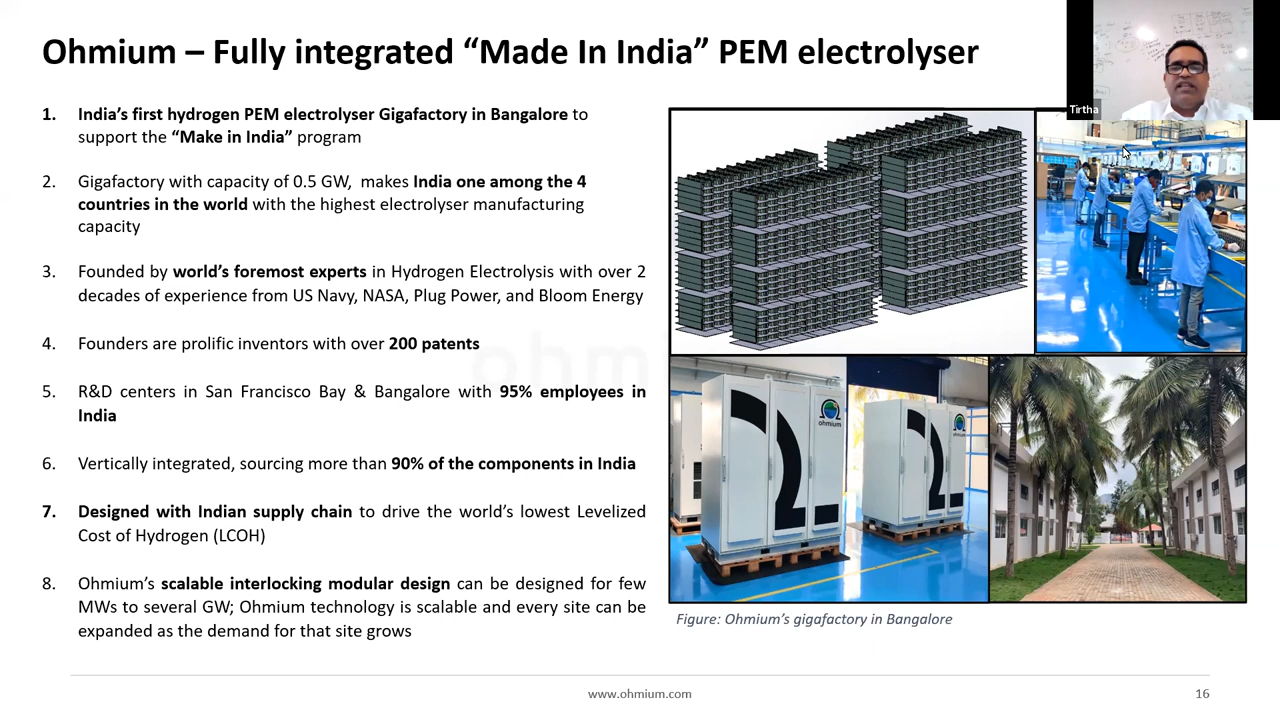 Ohmium – Fully integrated “Made In India” PEM electrolyser
Tirtha
1. India’s first hydrogen PEM electrolyser Gigafactory in Bangalore to
support the “Make in India” program
2. Gigafactory with capacity of 0.5 GW, makes India one among the 4
countries in the world with the highest electrolyser manufacturing
capacity
3. Founded by world’s foremost experts in Hydrogen Electrolysis with over 2
decades of experience from US Navy, NASA, Plug Power, and Bloom Energy
4. Founders are prolific inventors with over 200 patents
5. R&D centers in San Francisco Bay & Bangalore with 95% employees in
India
6. Vertically integrated, sourcing more than 90% of the components in India
7. Designed with Indian supply chain to drive the world’s lowest Levelized
Cost of Hydrogen (LCOH)
8. Ohmium’s scalable interlocking modular design can be designed for few
MWs to several GW; Ohmium technology is scalable and every site can be
expanded as the demand for that site grows
ohm
ohmium
ohmium
Figure: Ohmium’s gigafactory in Bangalore
www.ohmium.com
16